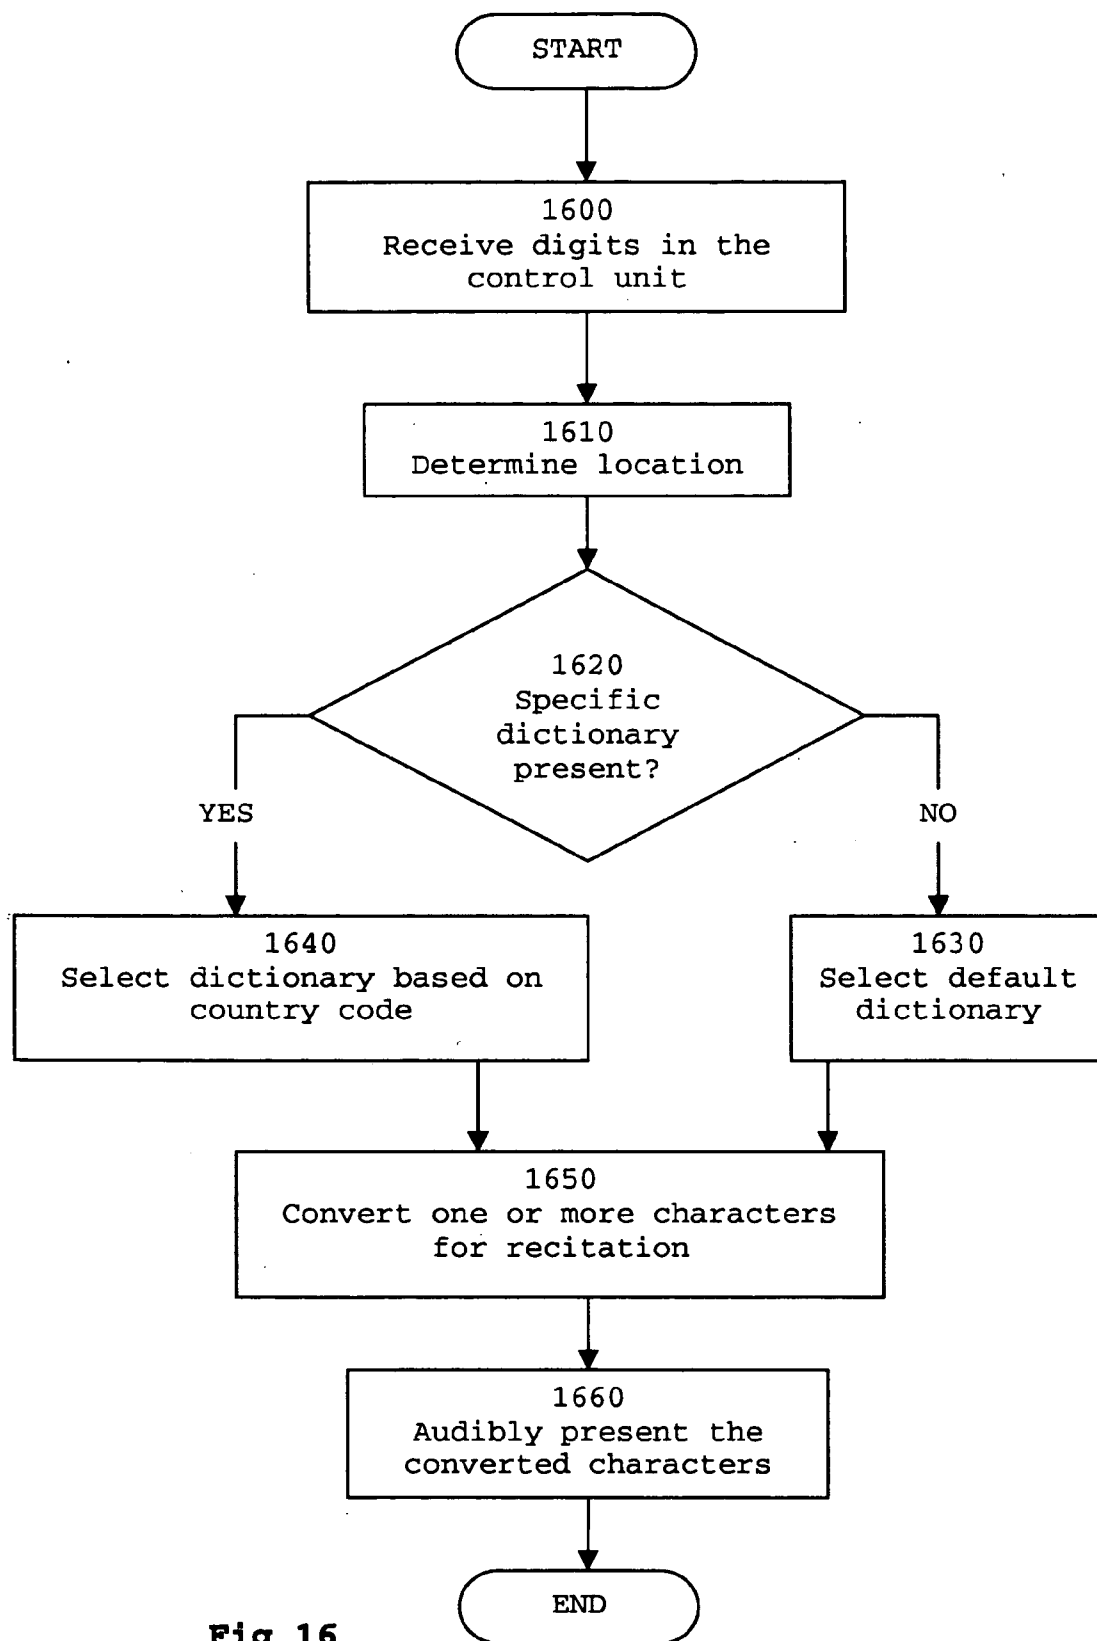 START
1600
Receive digits in the
control unit
1610
Determine location
1620
Specific
dictionary
present?
YES
NO
1640
Select dictionary based on
country code
1630
Select default
dictionary
1650
Convert one or more characters
for recitation
1660
Audibly present the
converted characters
END
Fig 16